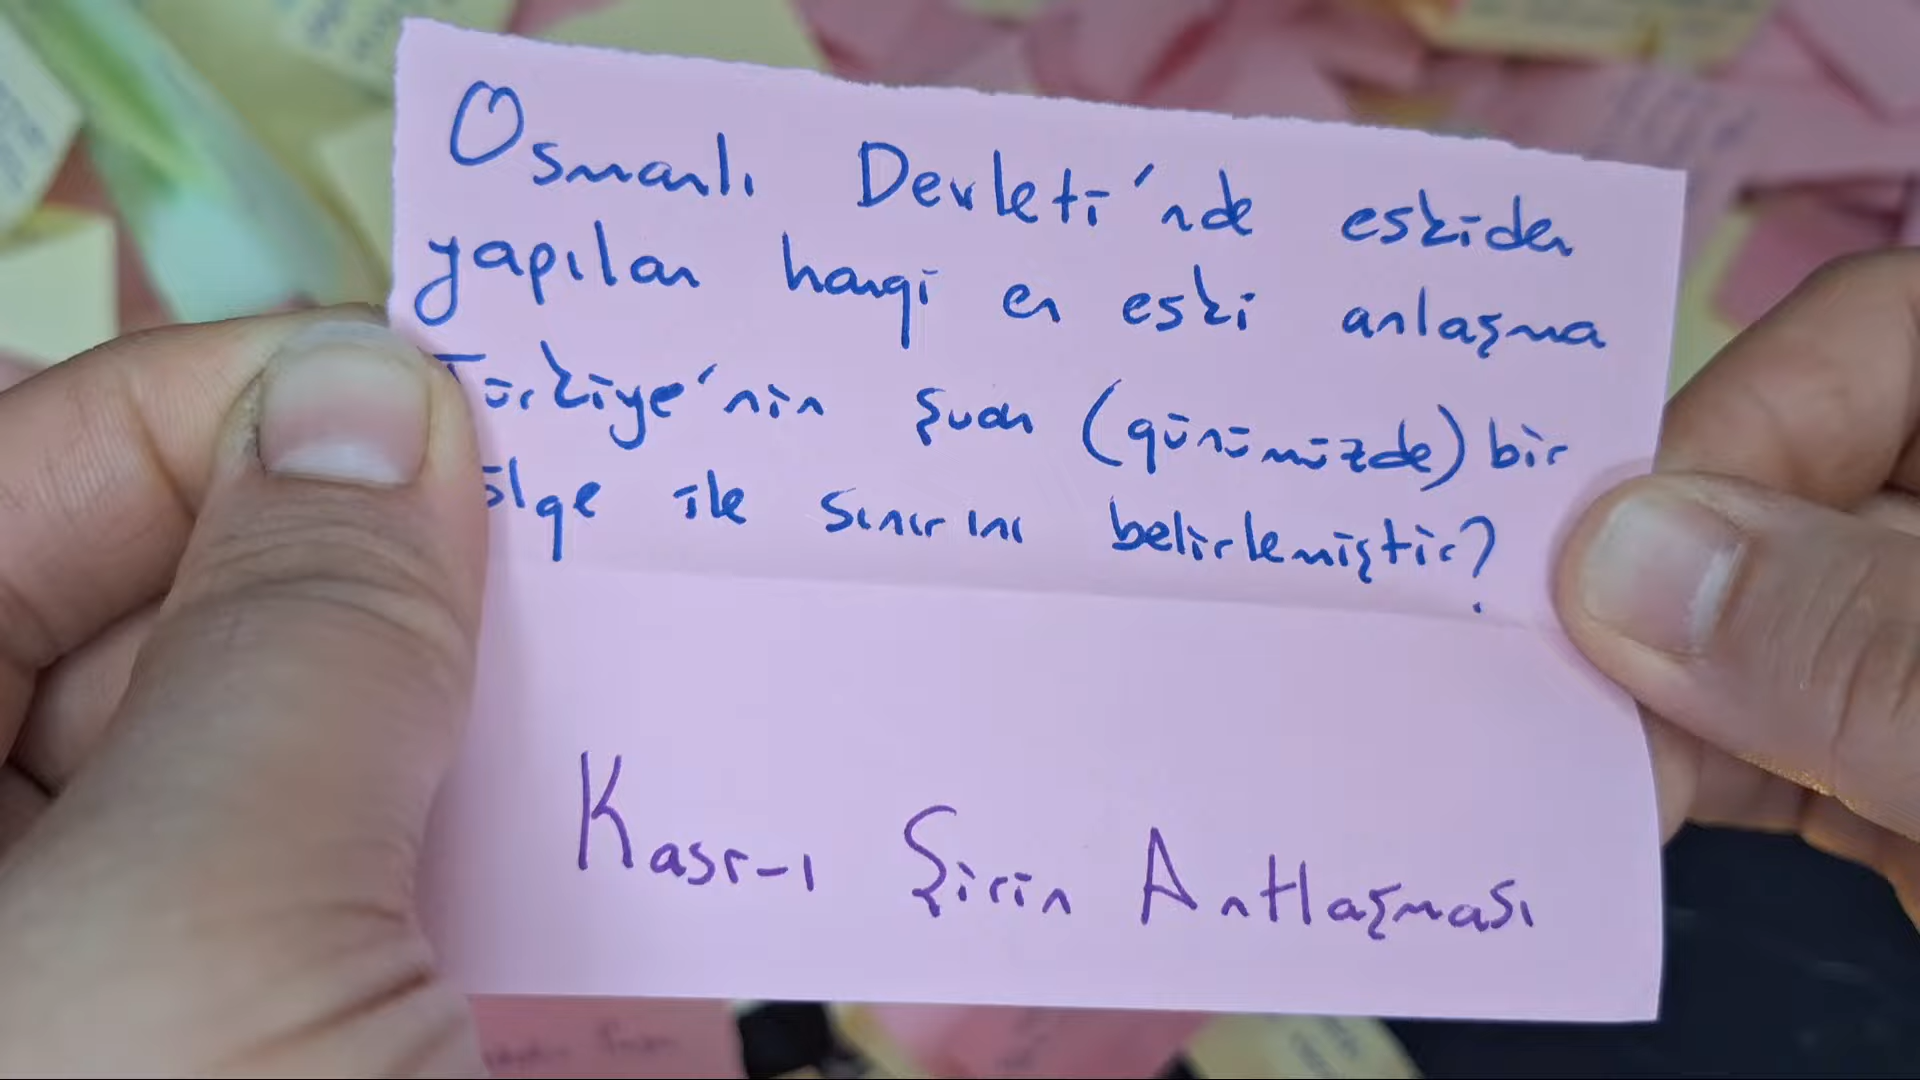 Osmanlı Devleti'nde eskiden
yapılan hangi en eski anlaşma
Türkiye'nin şuan (günümüzde) bir
ölge ile sınırını belirlemiştir?
Kasr-ı Şirin Antlaşması